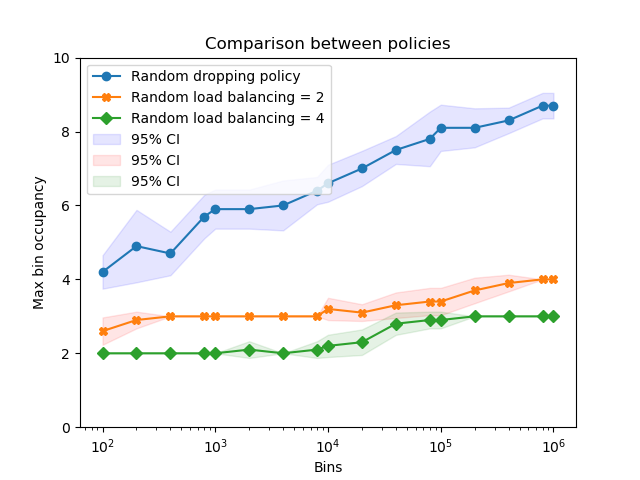 Comparison between policies
Random dropping policy
Random load balancing = 2
Random load balancing = 4
95% CI
95% CI
95% CI
10
8
6
4
2
0
Max bin occupancy
10²
10³
10⁴
10⁵
10⁶
Bins